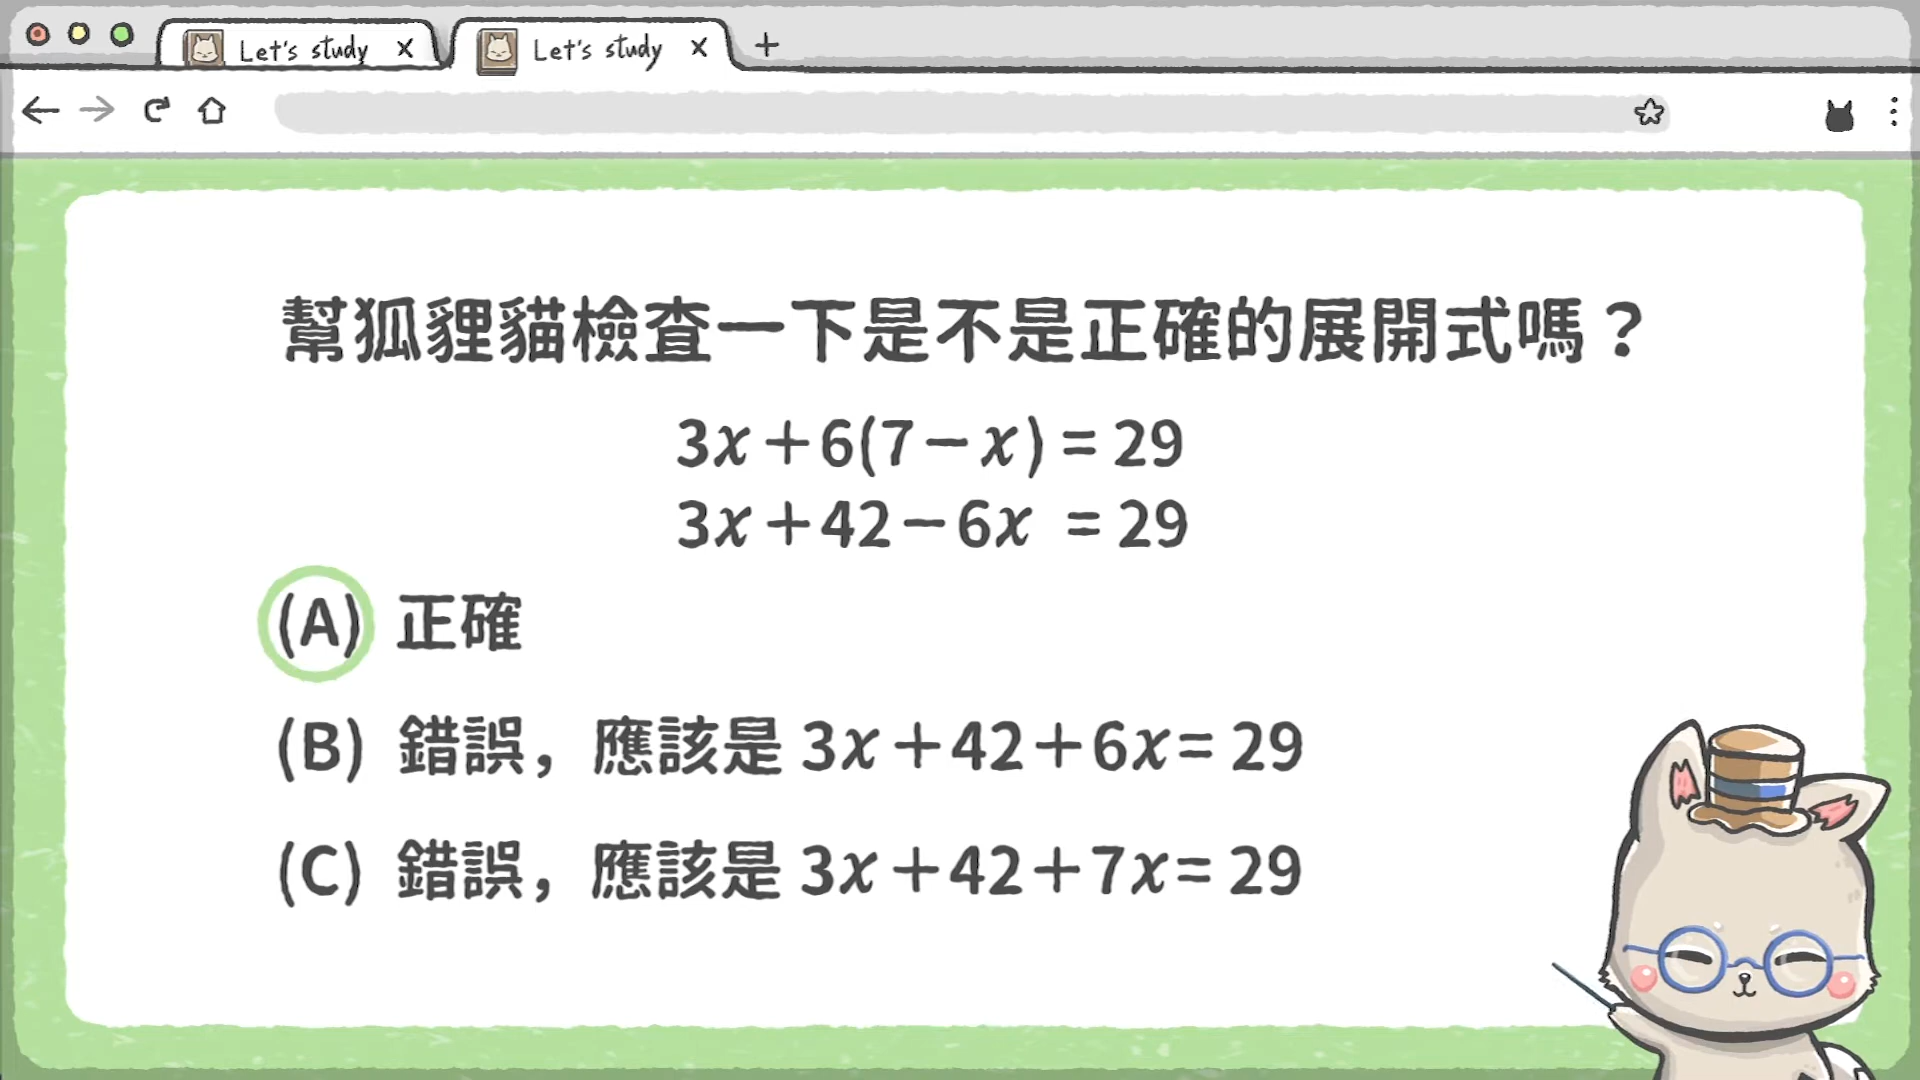 Let's study
Let's study
幫狐狸貓檢查一下是不是正確的展開式嗎？
3x＋6(7－x)＝29
3x＋42－6x ＝29
(A) 正確
(B) 錯誤，應該是 3x＋42＋6x＝29
(C) 錯誤，應該是 3x＋42＋7x＝29